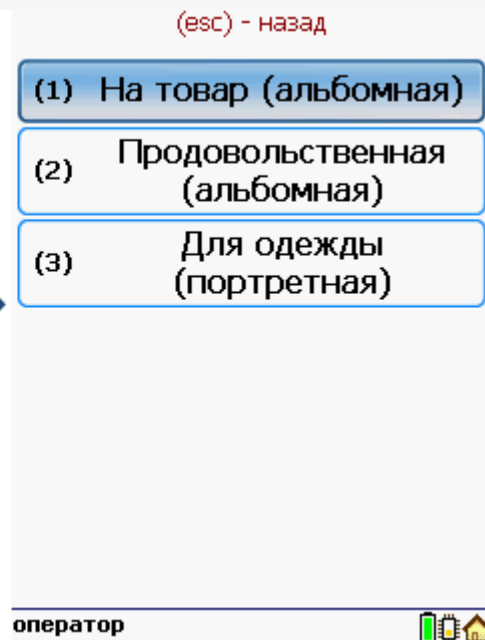 (esc) - назад
(1) На товар (альбомная)
(2) Продовольственная
(альбомная)
(3) Для одежды
(портретная)
оператор